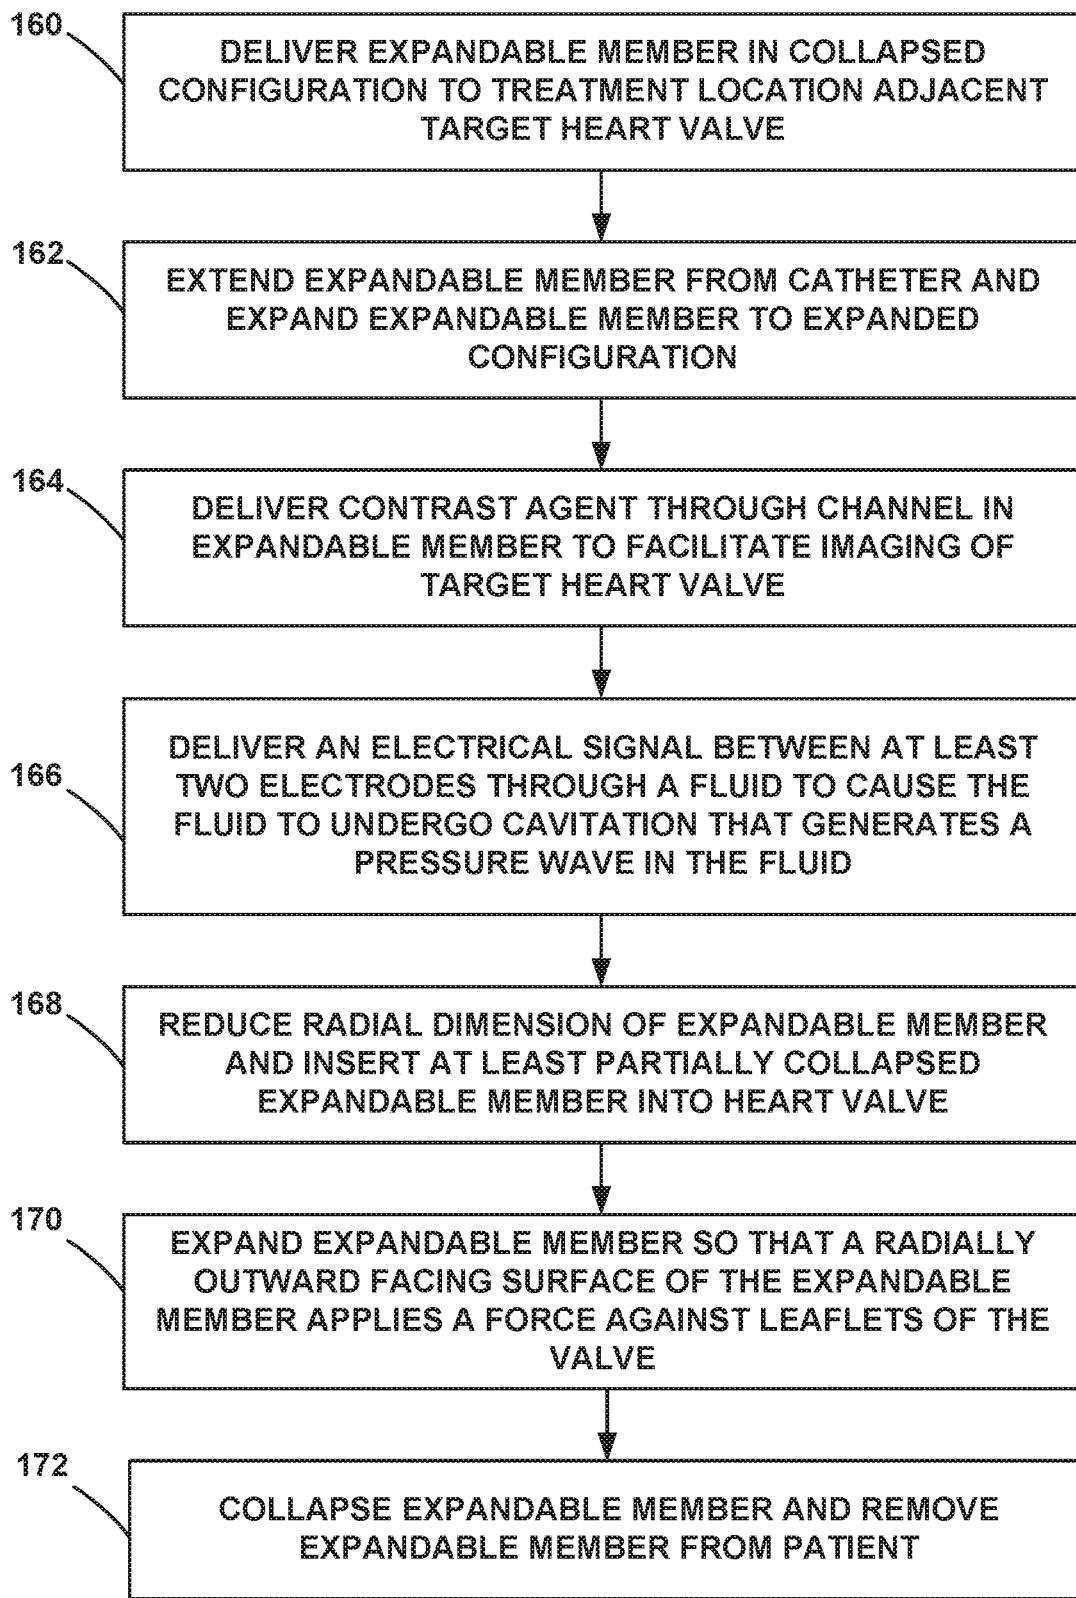 160
DELIVER EXPANDABLE MEMBER IN COLLAPSED
CONFIGURATION TO TREATMENT LOCATION ADJACENT
TARGET HEART VALVE
162
EXTEND EXPANDABLE MEMBER FROM CATHETER AND
EXPAND EXPANDABLE MEMBER TO EXPANDED
CONFIGURATION
164
DELIVER CONTRAST AGENT THROUGH CHANNEL IN
EXPANDABLE MEMBER TO FACILITATE IMAGING OF
TARGET HEART VALVE
166
DELIVER AN ELECTRICAL SIGNAL BETWEEN AT LEAST
TWO ELECTRODES THROUGH A FLUID TO CAUSE THE
FLUID TO UNDERGO CAVITATION THAT GENERATES A
PRESSURE WAVE IN THE FLUID
168
REDUCE RADIAL DIMENSION OF EXPANDABLE MEMBER
AND INSERT AT LEAST PARTIALLY COLLAPSED
EXPANDABLE MEMBER INTO HEART VALVE
170
EXPAND EXPANDABLE MEMBER SO THAT A RADIALLY
OUTWARD FACING SURFACE OF THE EXPANDABLE
MEMBER APPLIES A FORCE AGAINST LEAFLETS OF THE
VALVE
172
COLLAPSE EXPANDABLE MEMBER AND REMOVE
EXPANDABLE MEMBER FROM PATIENT